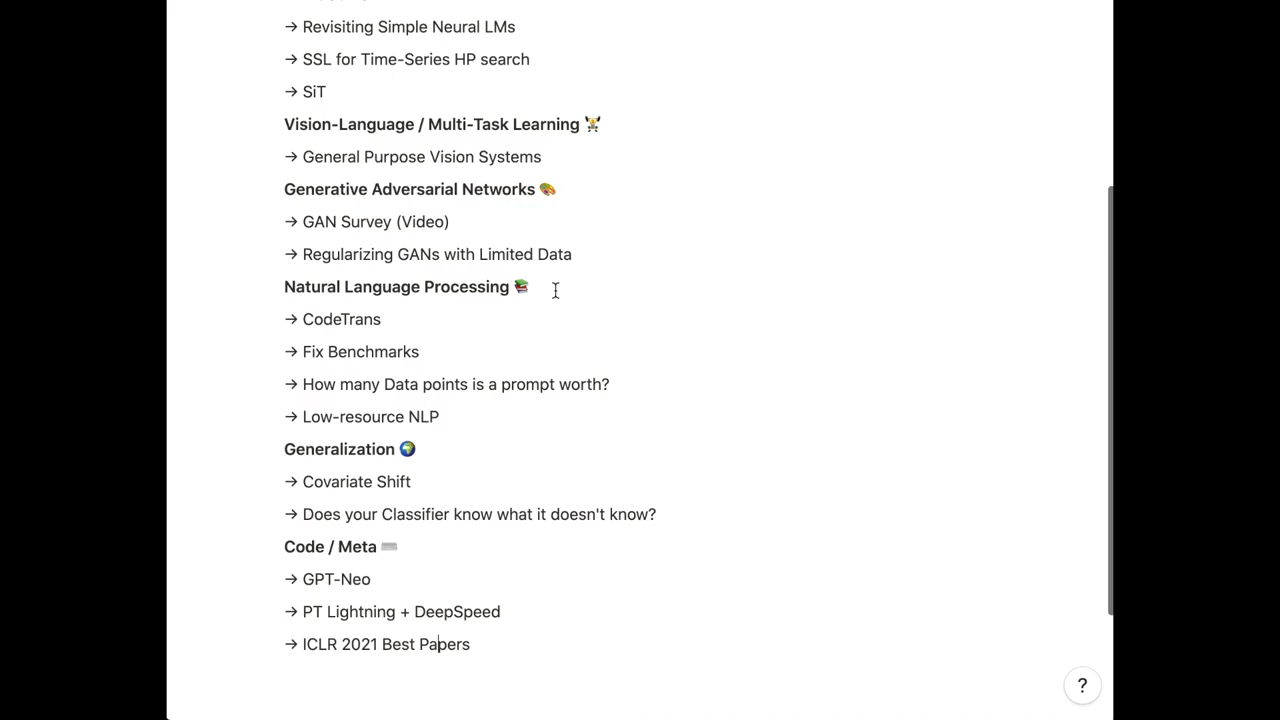 → Revisiting Simple Neural LMs
→ SSL for Time-Series HP search
→ SiT
Vision-Language / Multi-Task Learning 🏋️
→ General Purpose Vision Systems
Generative Adversarial Networks 🎨
→ GAN Survey (Video)
→ Regularizing GANs with Limited Data
Natural Language Processing 📚
→ CodeTrans
→ Fix Benchmarks
→ How many Data points is a prompt worth?
→ Low-resource NLP
Generalization 🌍
→ Covariate Shift
→ Does your Classifier know what it doesn't know?
Code / Meta ⌨️
→ GPT-Neo
→ PT Lightning + DeepSpeed
→ ICLR 2021 Best Papers
?